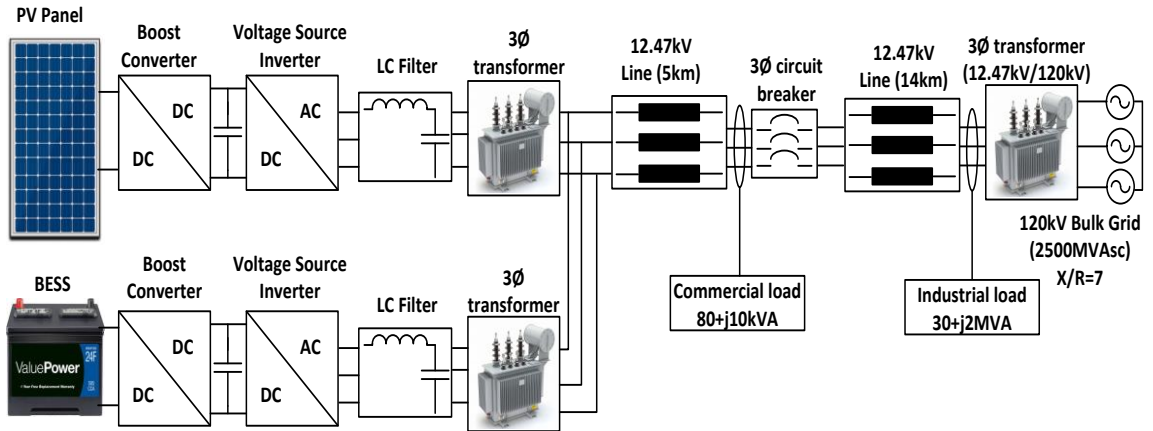 PV Panel
Boost
Converter
DC
DC
Voltage Source
Inverter
AC
DC
LC Filter
3Ø
transformer
12.47kV
Line (5km)
3Ø circuit
breaker
12.47kV
Line (14km)
3Ø transformer
(12.47kV/120kV)
120kV Bulk Grid
(2500MVAsc)
X/R=7
Commercial load
80+j10kVA
Industrial load
30+j2MVA
BESS
ValuePower
24F
Boost
Converter
DC
DC
Voltage Source
Inverter
AC
DC
LC Filter
3Ø
transformer